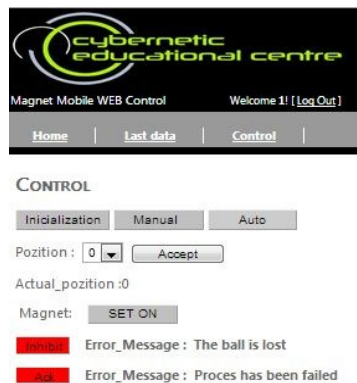 cybernetic
educational centre
Magnet Mobile WEB Control Welcome 1! [ Log Out ]
Home | Last data | Control
CONTROL
Inicialization Manual Auto
Pozition : 0 Accept
Actual_pozition :0
Magnet: SET ON
Inhibit Error_Message : The ball is lost
Ack Error_Message : Proces has been failed